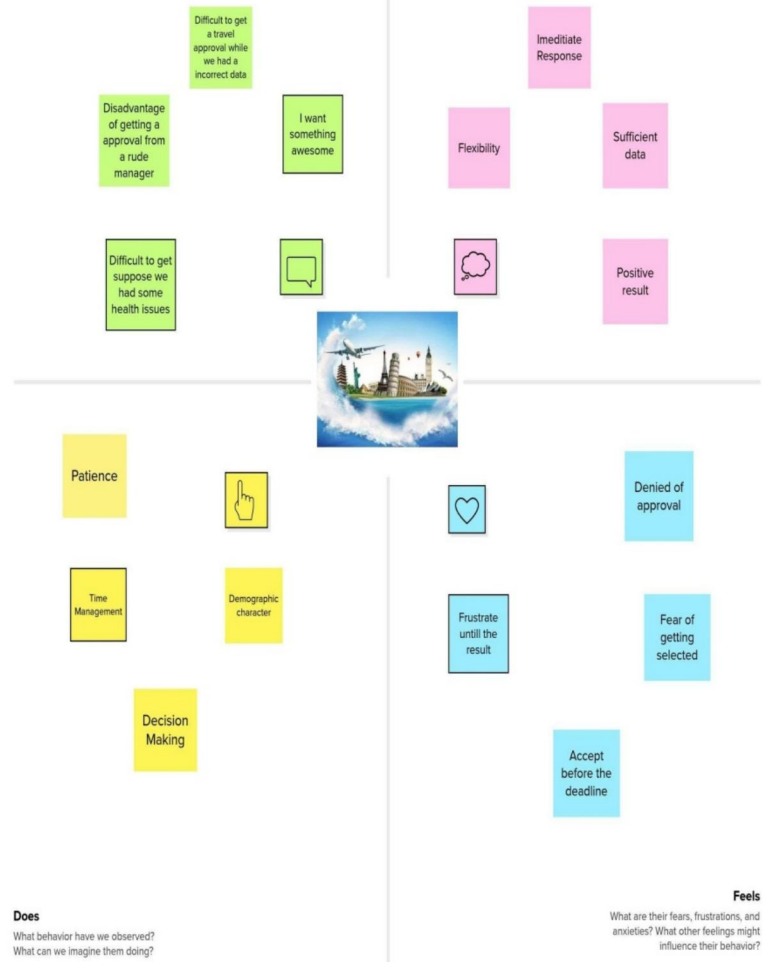 Difficult to get
a travel
approval while
we had a
incorrect data
Disadvantage
of getting a
approval from
a rude
manager
I want
something
awesome
Difficult to get
suppose we
had some
health issues
Imeditiate
Response
Flexibility
Sufficient
data
Positive
result
Patience
Time
Management
Demographic
character
Decision
Making
Denied of
approval
Frustrate
untill the
result
Fear of
getting
selected
Accept
before the
deadline
Does
What behavior have we observed?
What can we imagine them doing?
Feels
What are their fears, frustrations, and
anxieties? What other feelings might
influence their behavior?